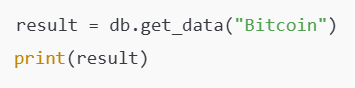 result = db.get_data("Bitcoin")
print(result)